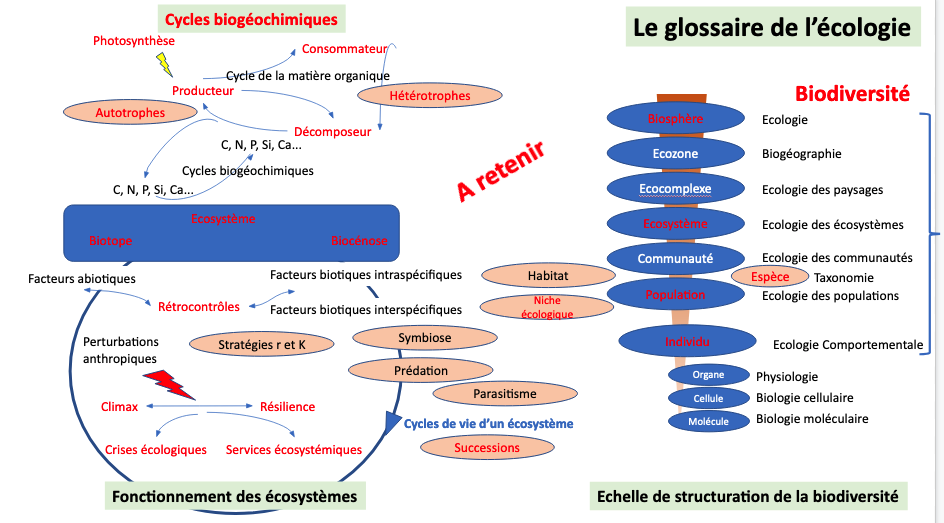 Cycles biogéochimiques
Le glossaire de l'écologie
Photosynthèse
Consommateur
Cycle de la matière organique
Producteur
Hétérotrophes
Autotrophes
Décomposeur
C, N, P, Si, Ca...
Cycles biogéochimiques
C, N, P, Si, Ca...
A retenir
Ecosystème
Biotope
Biocénose
Facteurs abiotiques
Facteurs biotiques intraspécifiques
Rétrocontrôles
Facteurs biotiques interspécifiques
Habitat
Niche
écologique
Perturbations
anthropiques
Stratégies r et K
Symbiose
Prédation
Parasitisme
Climax
Résilience
Cycles de vie d'un écosystème
Crises écologiques
Services écosystémiques
Successions
Fonctionnement des écosystèmes
Biodiversité
Biosphère
Ecologie
Ecozone
Biogéographie
Ecocomplexe
Ecologie des paysages
Ecosystème
Ecologie des écosystèmes
Communauté
Ecologie des communautés
Espèce
Taxonomie
Population
Ecologie des populations
Individu
Ecologie Comportementale
Organe
Physiologie
Cellule
Biologie cellulaire
Molécule
Biologie moléculaire
Echelle de structuration de la biodiversité